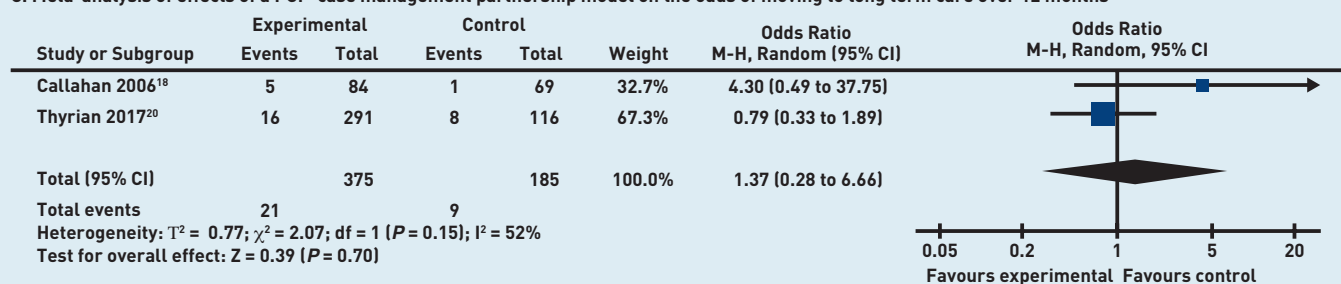 Experimental Control Odds Ratio Odds Ratio
Study or Subgroup Events Total Events Total Weight M-H, Random (95% CI) M-H, Random, 95% CI
Callahan 2006¹⁸ 5 84 1 69 32.7% 4.30 (0.49 to 37.75)
Thyrian 2017²⁰ 16 291 8 116 67.3% 0.79 (0.33 to 1.89)
Total (95% CI) 375 185 100.0% 1.37 (0.28 to 6.66)
Total events 21 9
Heterogeneity: T² = 0.77; χ² = 2.07; df = 1 (P = 0.15); I² = 52%
Test for overall effect: Z = 0.39 (P = 0.70)
0.05 0.2 1 5 20
Favours experimental Favours control